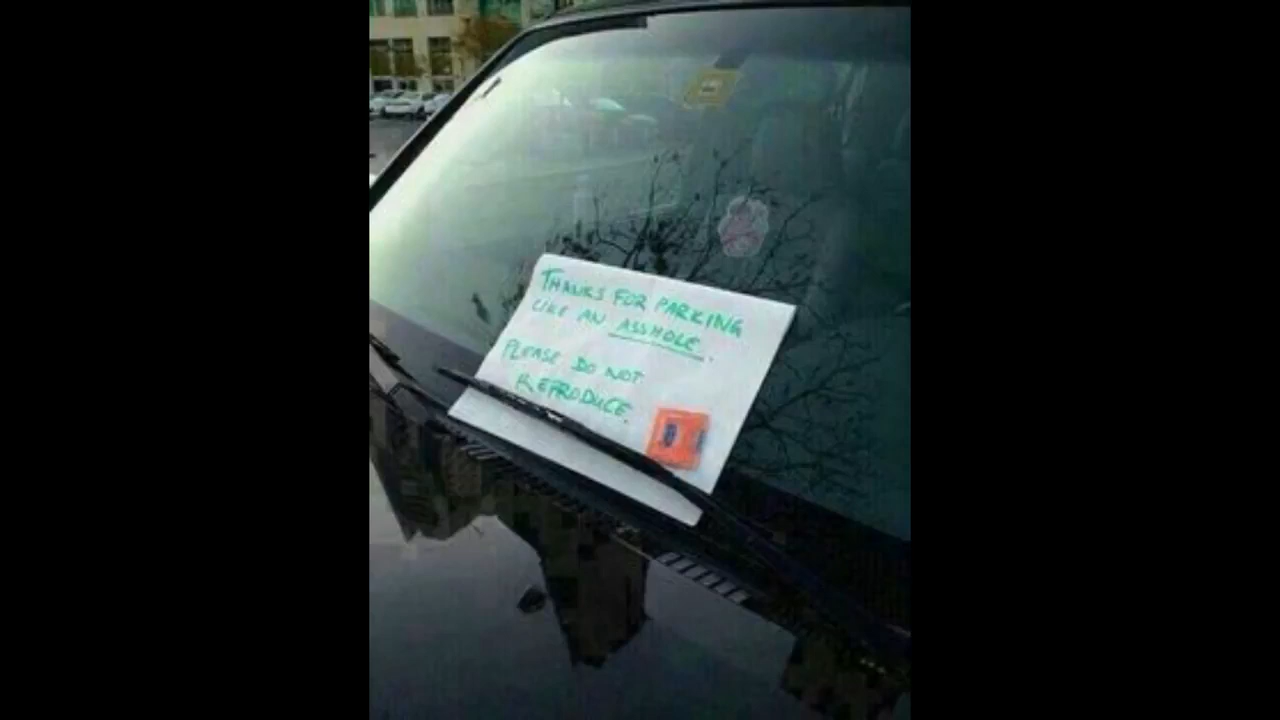 THANKS FOR PARKING
LIKE AN ASSHOLE.
PLEASE DO NOT
REPRODUCE.